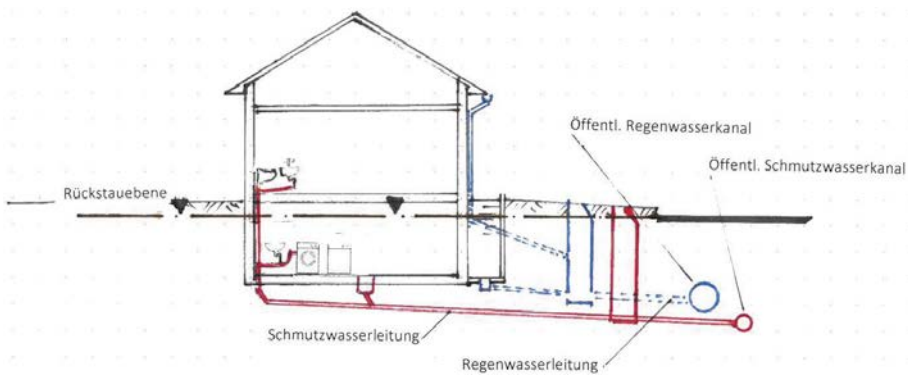 Öffentl. Regenwasserkanal
Öffentl. Schmutzwasserkanal
Rückstauebene
Schmutzwasserleitung
Regenwasserleitung